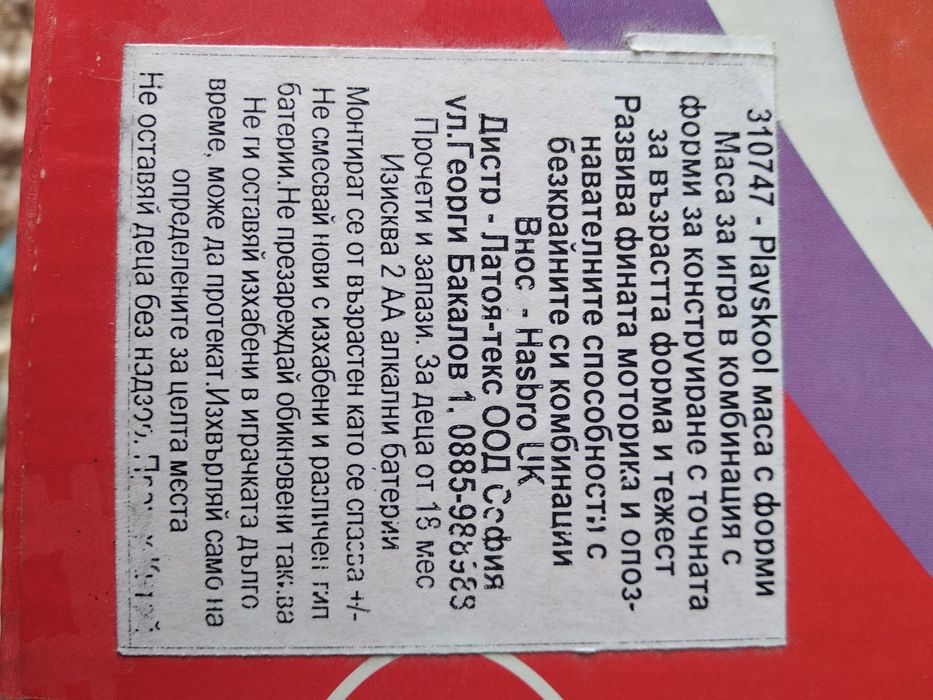 310747 - Playskool маса с форми
Маса за игра в комбинация с
форми за конструиране с точната
за възрастта форма и тежест
Развива фината моторика и опоз-
навателните способности с
безкрайните си комбинации
Внос - Hasbro UK
Дистр - Латоя-текс ООД София
ул.Георги Бакалов 1, 0885-988989
Прочети и запази. За деца от 18 мес
Изисква 2 АА алкални батерии
Монтират се от възрастен като се спазва +/-
Не смесвай нови с изхабени и различен тип
батерии.Не презареждай обикновени такива
Не ги оставяй изхабени в играчката дълго
време, може да протекат.Изхвърляй само на
определените за целта места
Не оставяй деца без надзор.